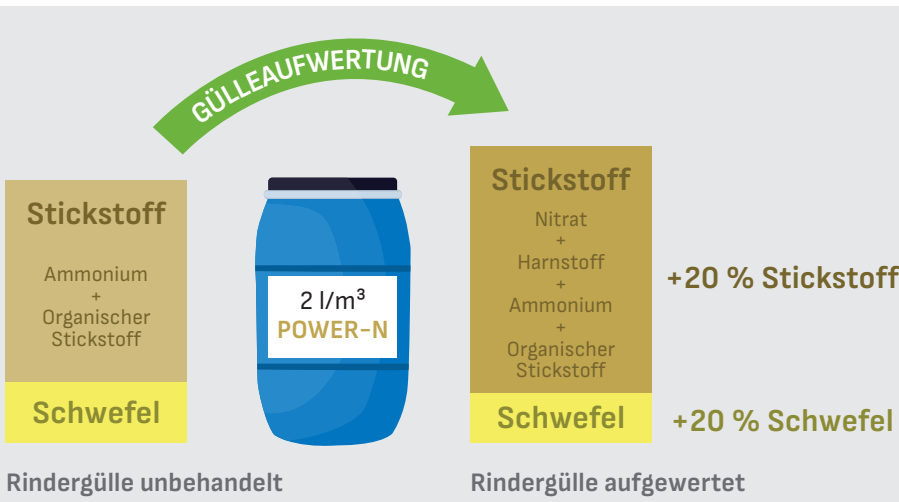 GÜLLEAUFWERTUNG
Stickstoff
Ammonium
+
Organischer
Stickstoff
Schwefel
Rindergülle unbehandelt
2 l/m³
POWER-N
Stickstoff
Nitrat
+
Harnstoff
+
Ammonium
+
Organischer
Stickstoff
Schwefel
Rindergülle aufgewertet
+20 % Stickstoff
+20 % Schwefel